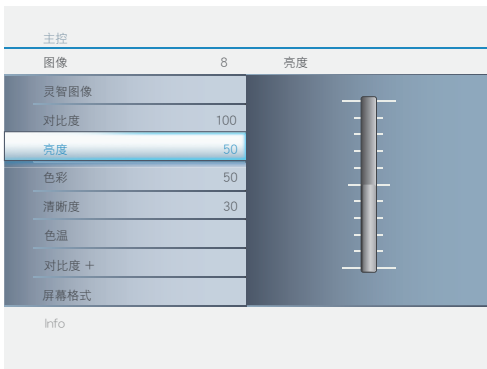 主控
图像 8 亮度
灵智图像
对比度 100
亮度 50
色彩 50
清晰度 30
色温
对比度 +
屏幕格式
Info